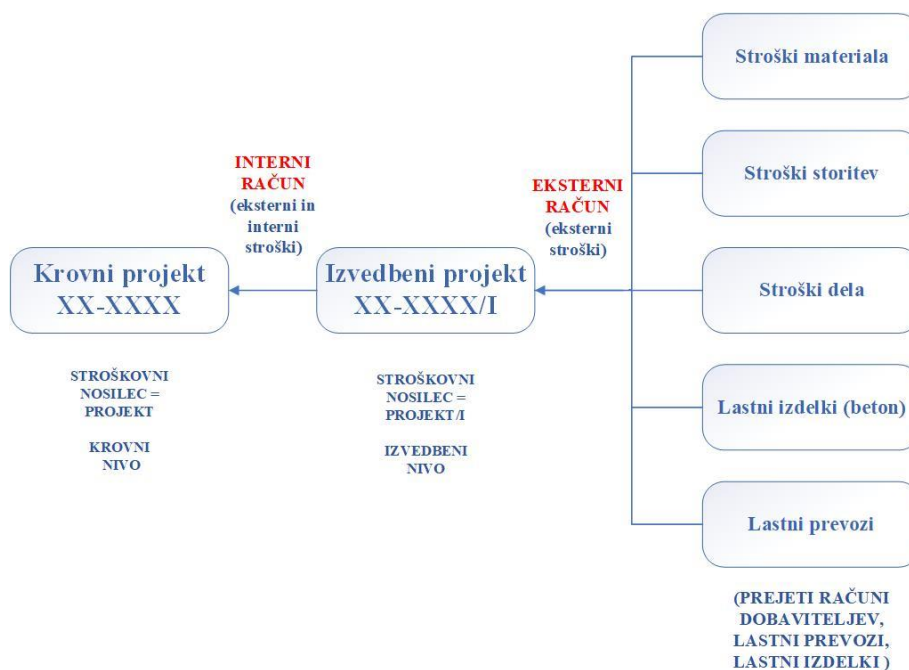 Krovni projekt
XX-XXXX
STROŠKOVNI
NOSILEC =
PROJEKT
KROVNI
NIVO
INTERNI
RAČUN
(eksterni in
interni
stroški)
Izvedbeni projekt
XX-XXXX/I
STROŠKOVNI
NOSILEC =
PROJEKT/I
IZVEDBENI
NIVO
EKSTERNI
RAČUN
(eksterni
stroški)
Stroški materiala
Stroški storitev
Stroški dela
Lastni izdelki (beton)
Lastni prevozi
(PREJETI RAČUNI
DOBAVITELJEV,
LASTNI PREVOZI,
LASTNI IZDELKI )